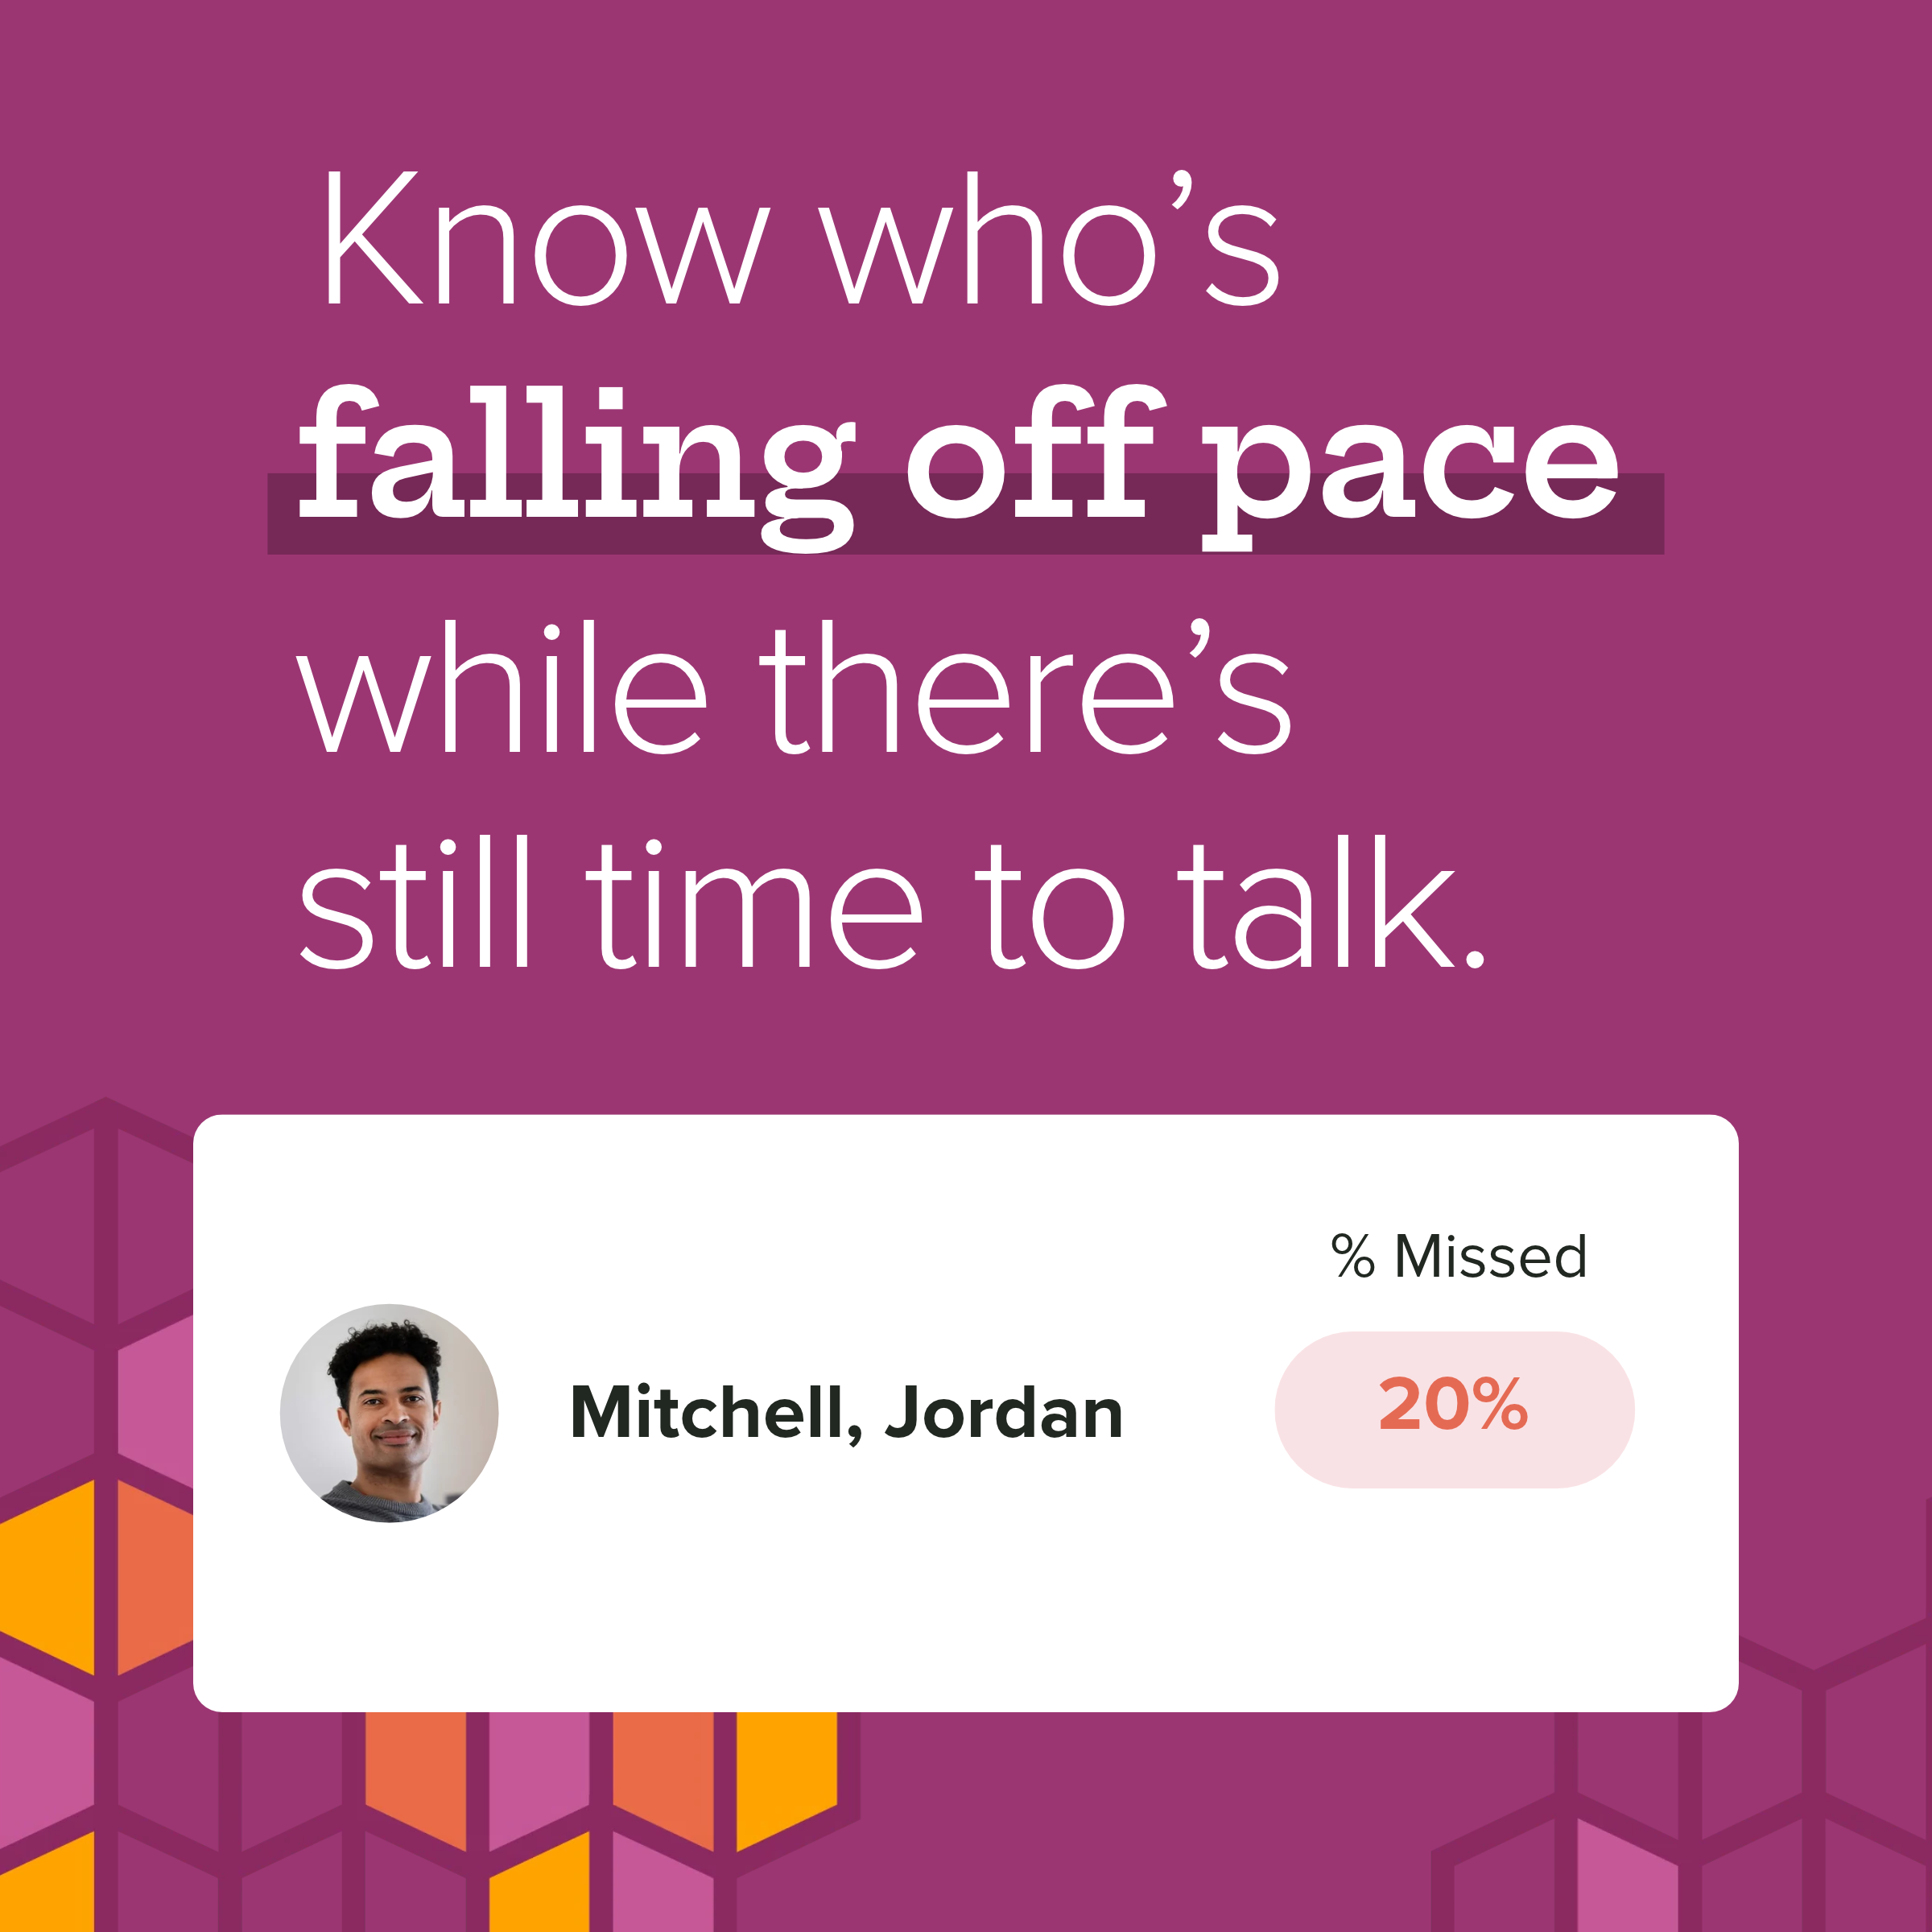 Know who’s
falling off pace
while there’s
still time to talk.
% Missed
Mitchell, Jordan
20%